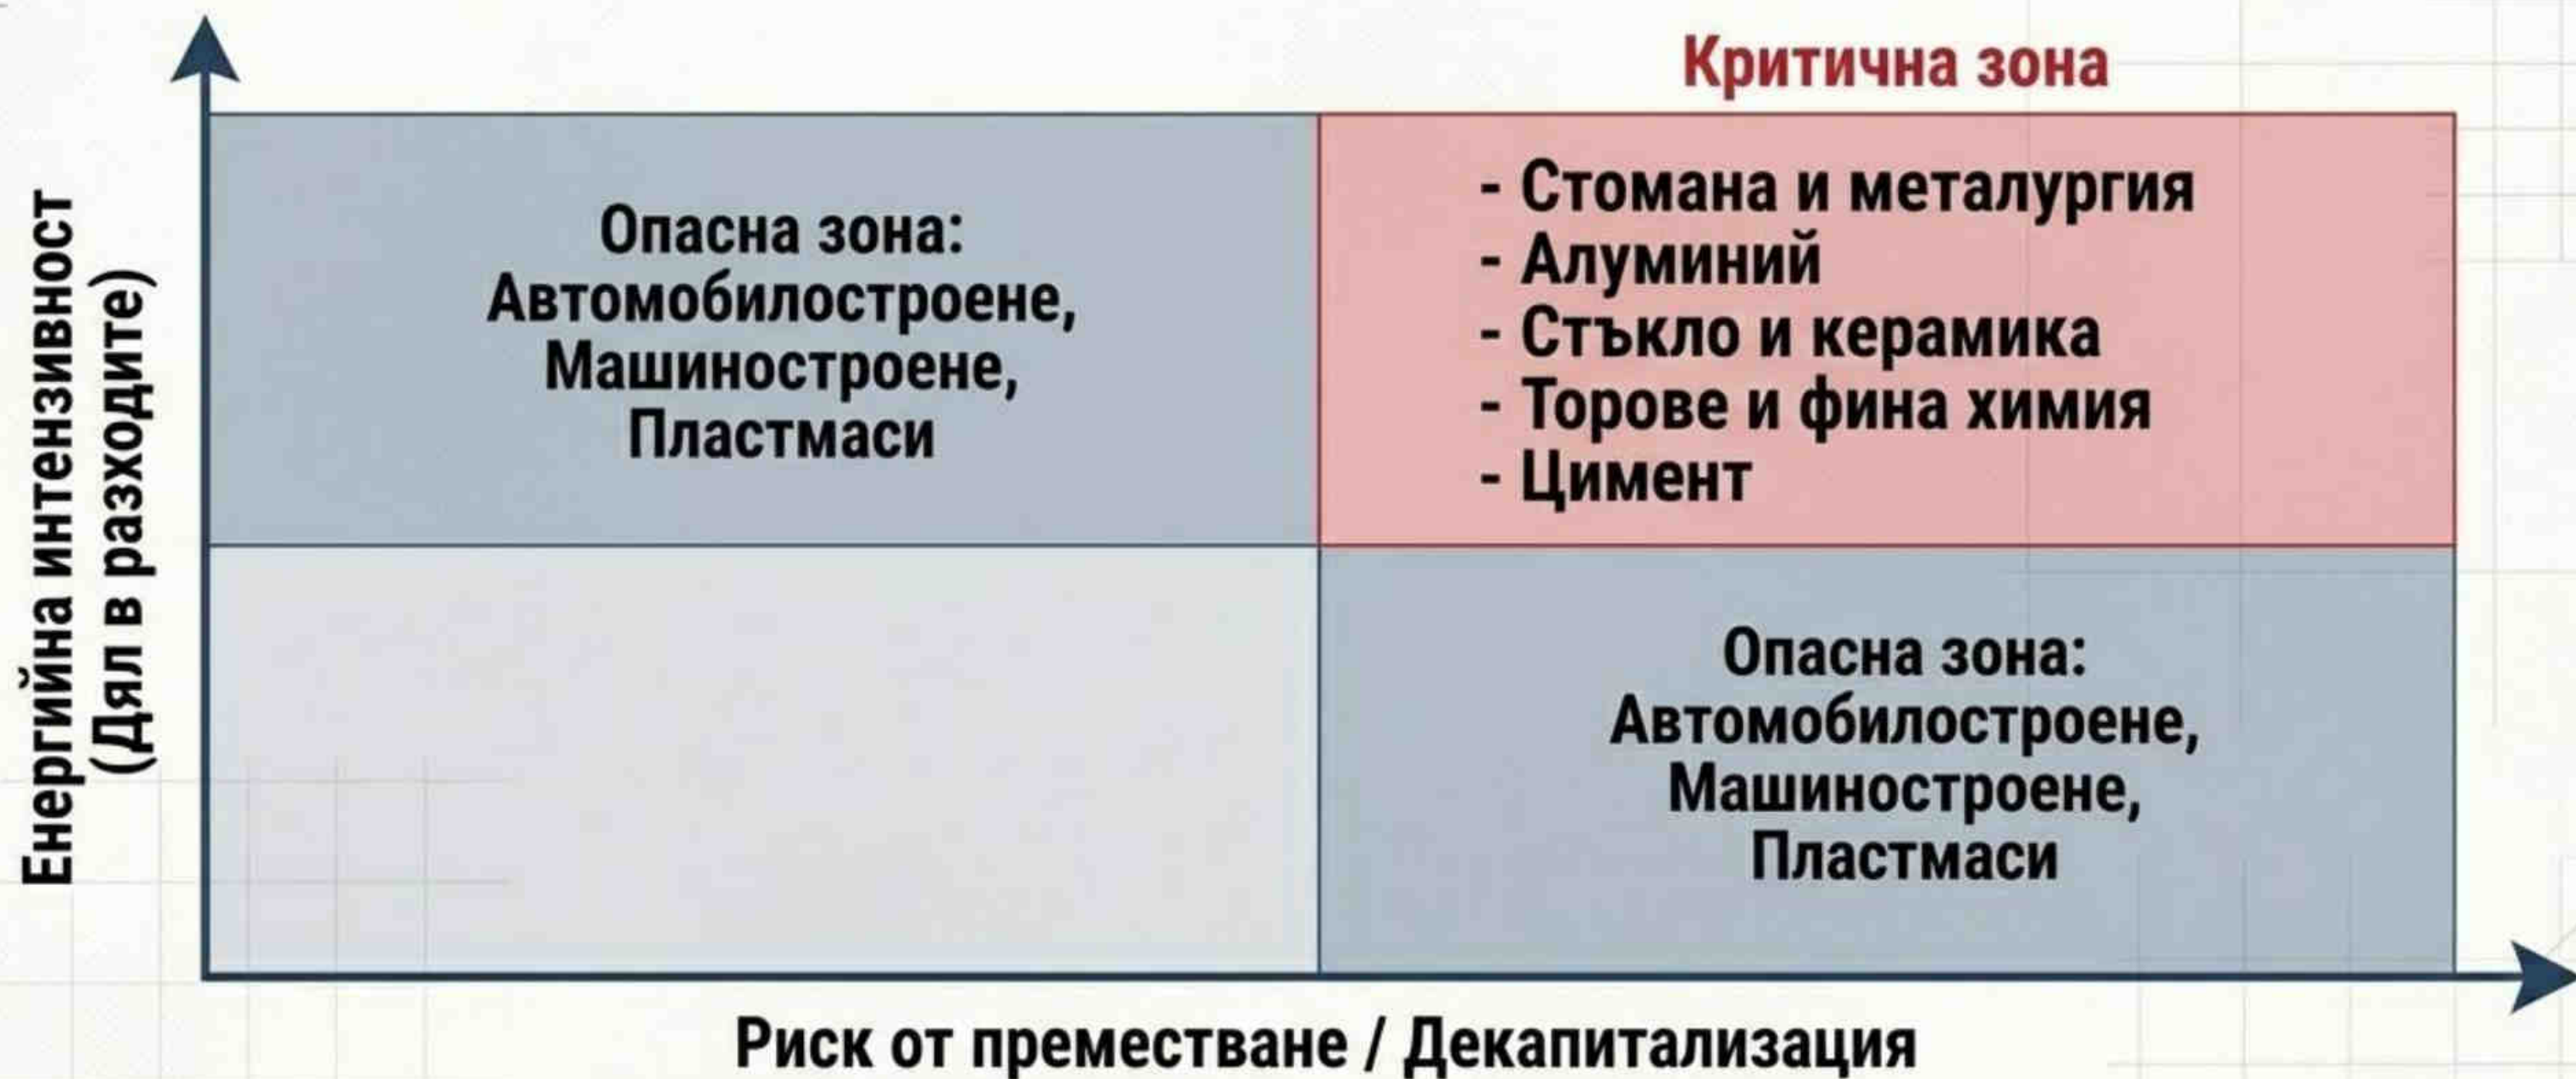 Критична зона
Енергийна интензивност
(Дял в разходите)
Опасна зона:
Автомобилостроене,
Машиностроене,
Пластмаси
- Стомана и металургия
- Алуминий
- Стъкло и керамика
- Торове и фина химия
- Цимент
Опасна зона:
Автомобилостроене,
Машиностроене,
Пластмаси
Риск от преместване / Декапитализация